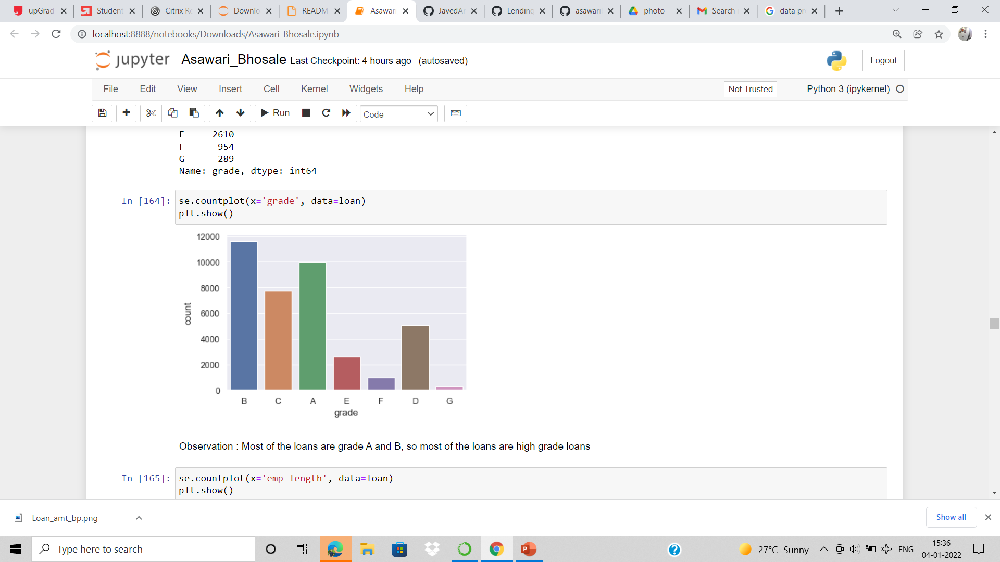 upGrad
Student
Citrix Re
Downlo
READM
Asawari
JavedAr
Lending
asawari
photo -
Search
data pr
localhost:8888/notebooks/Downloads/Asawari_Bhosale.ipynb
jupyter Asawari_Bhosale Last Checkpoint: 4 hours ago (autosaved)
Logout
File Edit View Insert Cell Kernel Widgets Help
Not Trusted
Python 3 (ipykernel)
Run
Code
E 2610
F 954
G 289
Name: grade, dtype: int64
In [164]: se.countplot(x='grade', data=loan)
plt.show()
12000
10000
8000
6000
4000
2000
0
count
B C A E F D G
grade
Observation : Most of the loans are grade A and B, so most of the loans are high grade loans
In [165]: se.countplot(x='emp_length', data=loan)
plt.show()
Loan_amt_bp.png
Show all
Type here to search
27°C Sunny
ENG
15:36
04-01-2022